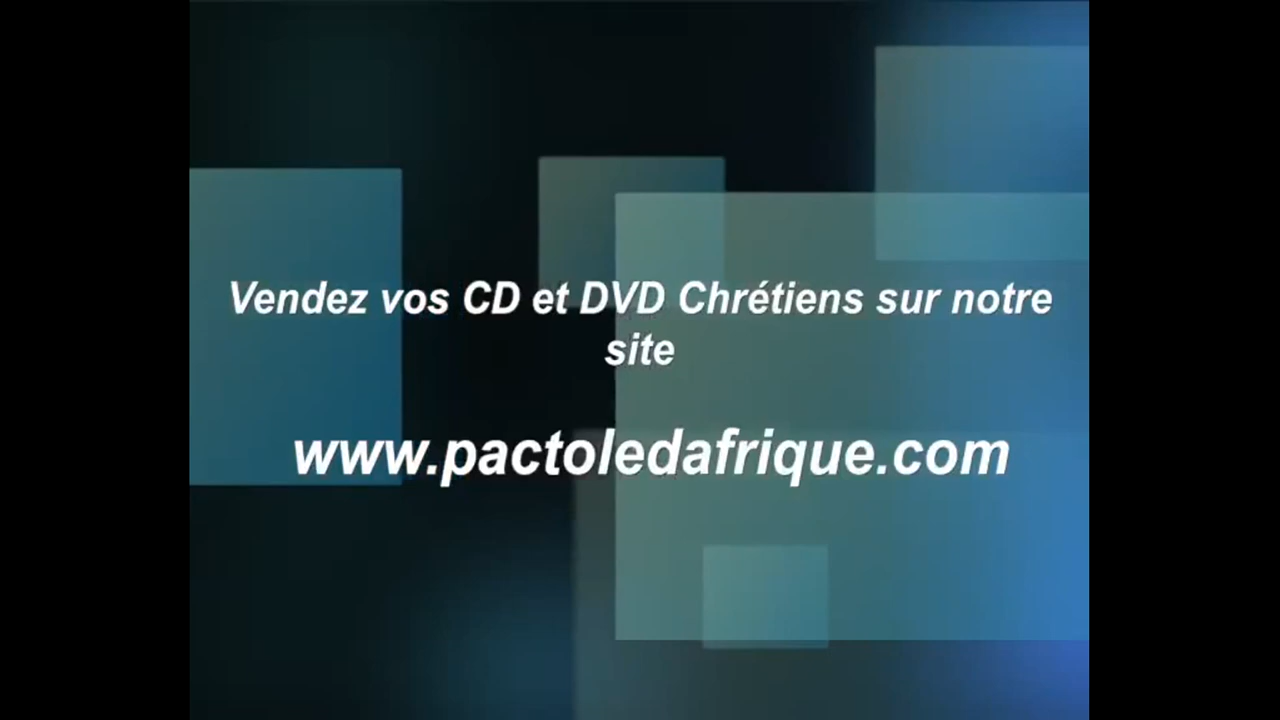 Vendez vos CD et DVD Chrétiens sur notre
site
www.pactoledafrique.com